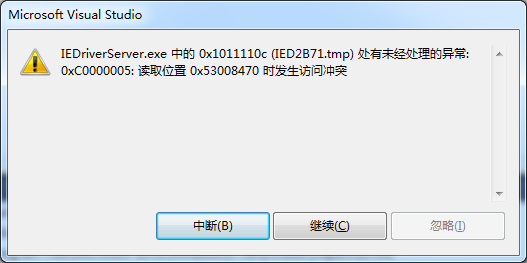 Microsoft Visual Studio
IEDriverServer.exe 中的 0x1011110c (IED2B71.tmp) 处有未经处理的异常:
0xC0000005: 读取位置 0x53008470 时发生访问冲突
中断(B) 继续(C) 忽略(I)